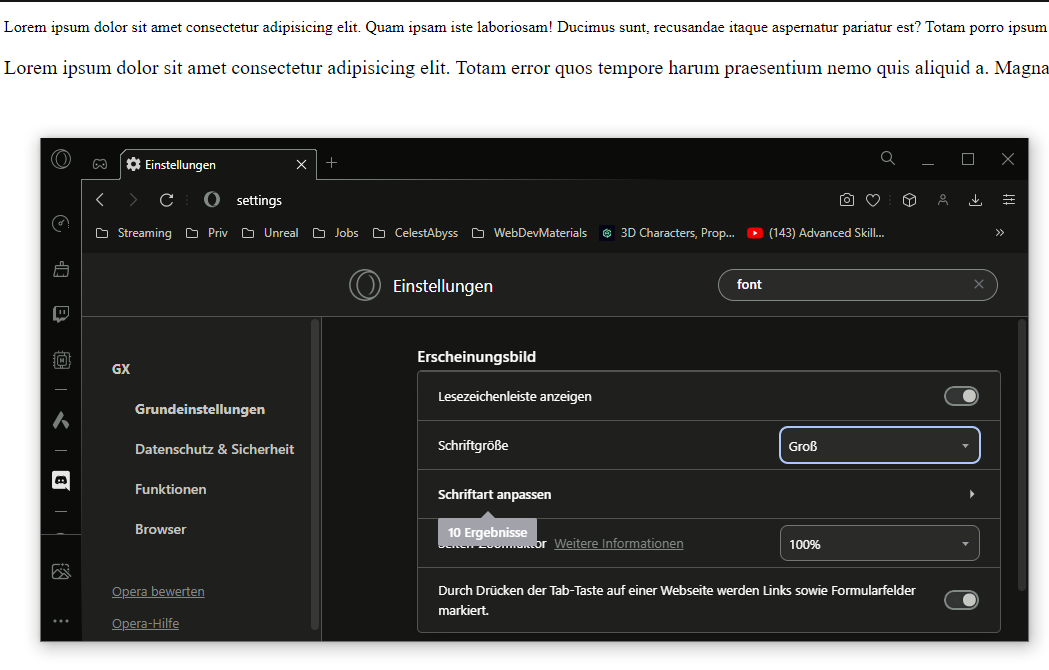 Lorem ipsum dolor sit amet consectetur adipisicing elit. Quam ipsam iste laboriosam! Ducimus sunt, recusandae itaque aspernatur pariatur est? Totam porro ipsum
Lorem ipsum dolor sit amet consectetur adipisicing elit. Totam error quos tempore harum praesentium nemo quis aliquid a. Magna
Einstellungen
settings
Streaming Priv Unreal Jobs CelestAbyss WebDevMaterials 3D Characters, Prop... (143) Advanced Skill...
Einstellungen
font
GX
Grundeinstellungen
Datenschutz & Sicherheit
Funktionen
Browser
Opera bewerten
Opera-Hilfe
Erscheinungsbild
Lesezeichenleiste anzeigen
Schriftgröße Groß
Schriftart anpassen
10 Ergebnisse
Weitere Informationen 100%
Durch Drücken der Tab-Taste auf einer Webseite werden Links sowie Formularfelder
markiert.